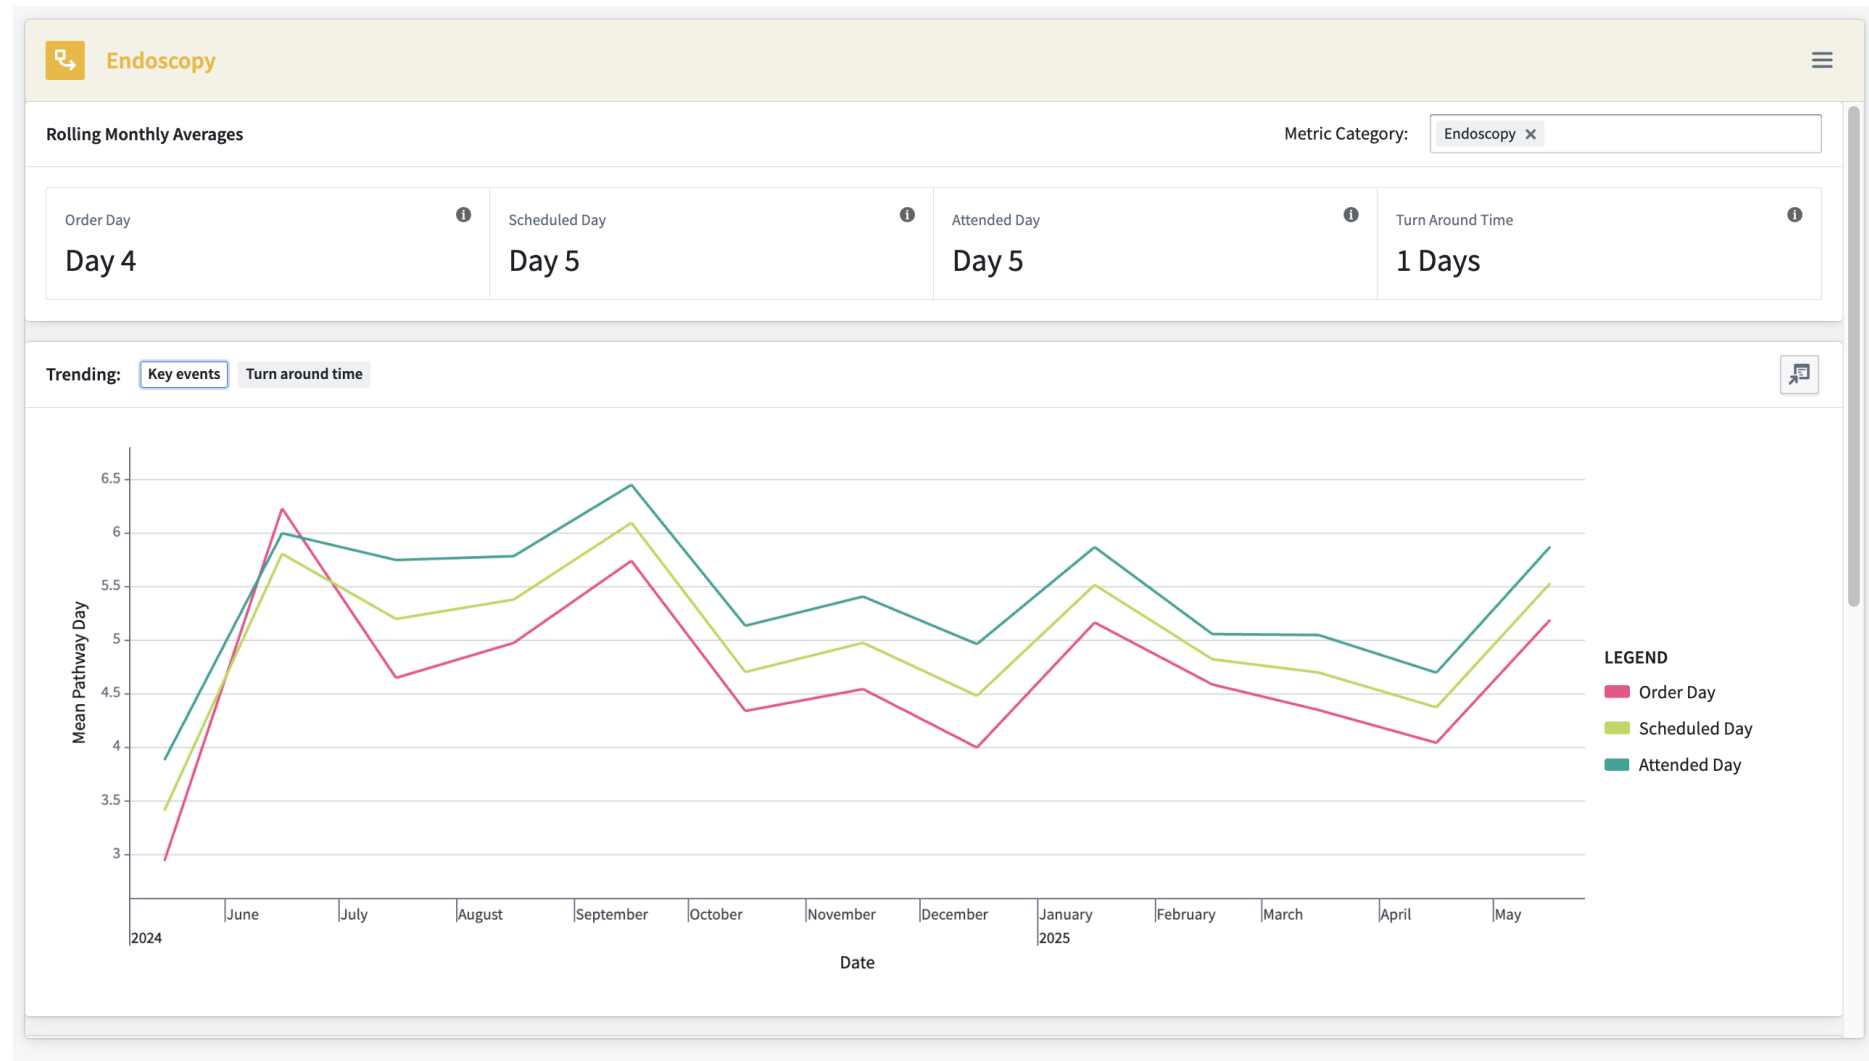 Endoscopy
Rolling Monthly Averages
Metric Category:
Endoscopy
Order Day
Day 4
Scheduled Day
Day 5
Attended Day
Day 5
Turn Around Time
1 Days
Trending:
Key events
Turn around time
6.5
6
5.5
5
4.5
4
3.5
3
Mean Pathway Day
June
July
August
September
October
November
December
January
February
March
April
May
2024
2025
Date
LEGEND
Order Day
Scheduled Day
Attended Day